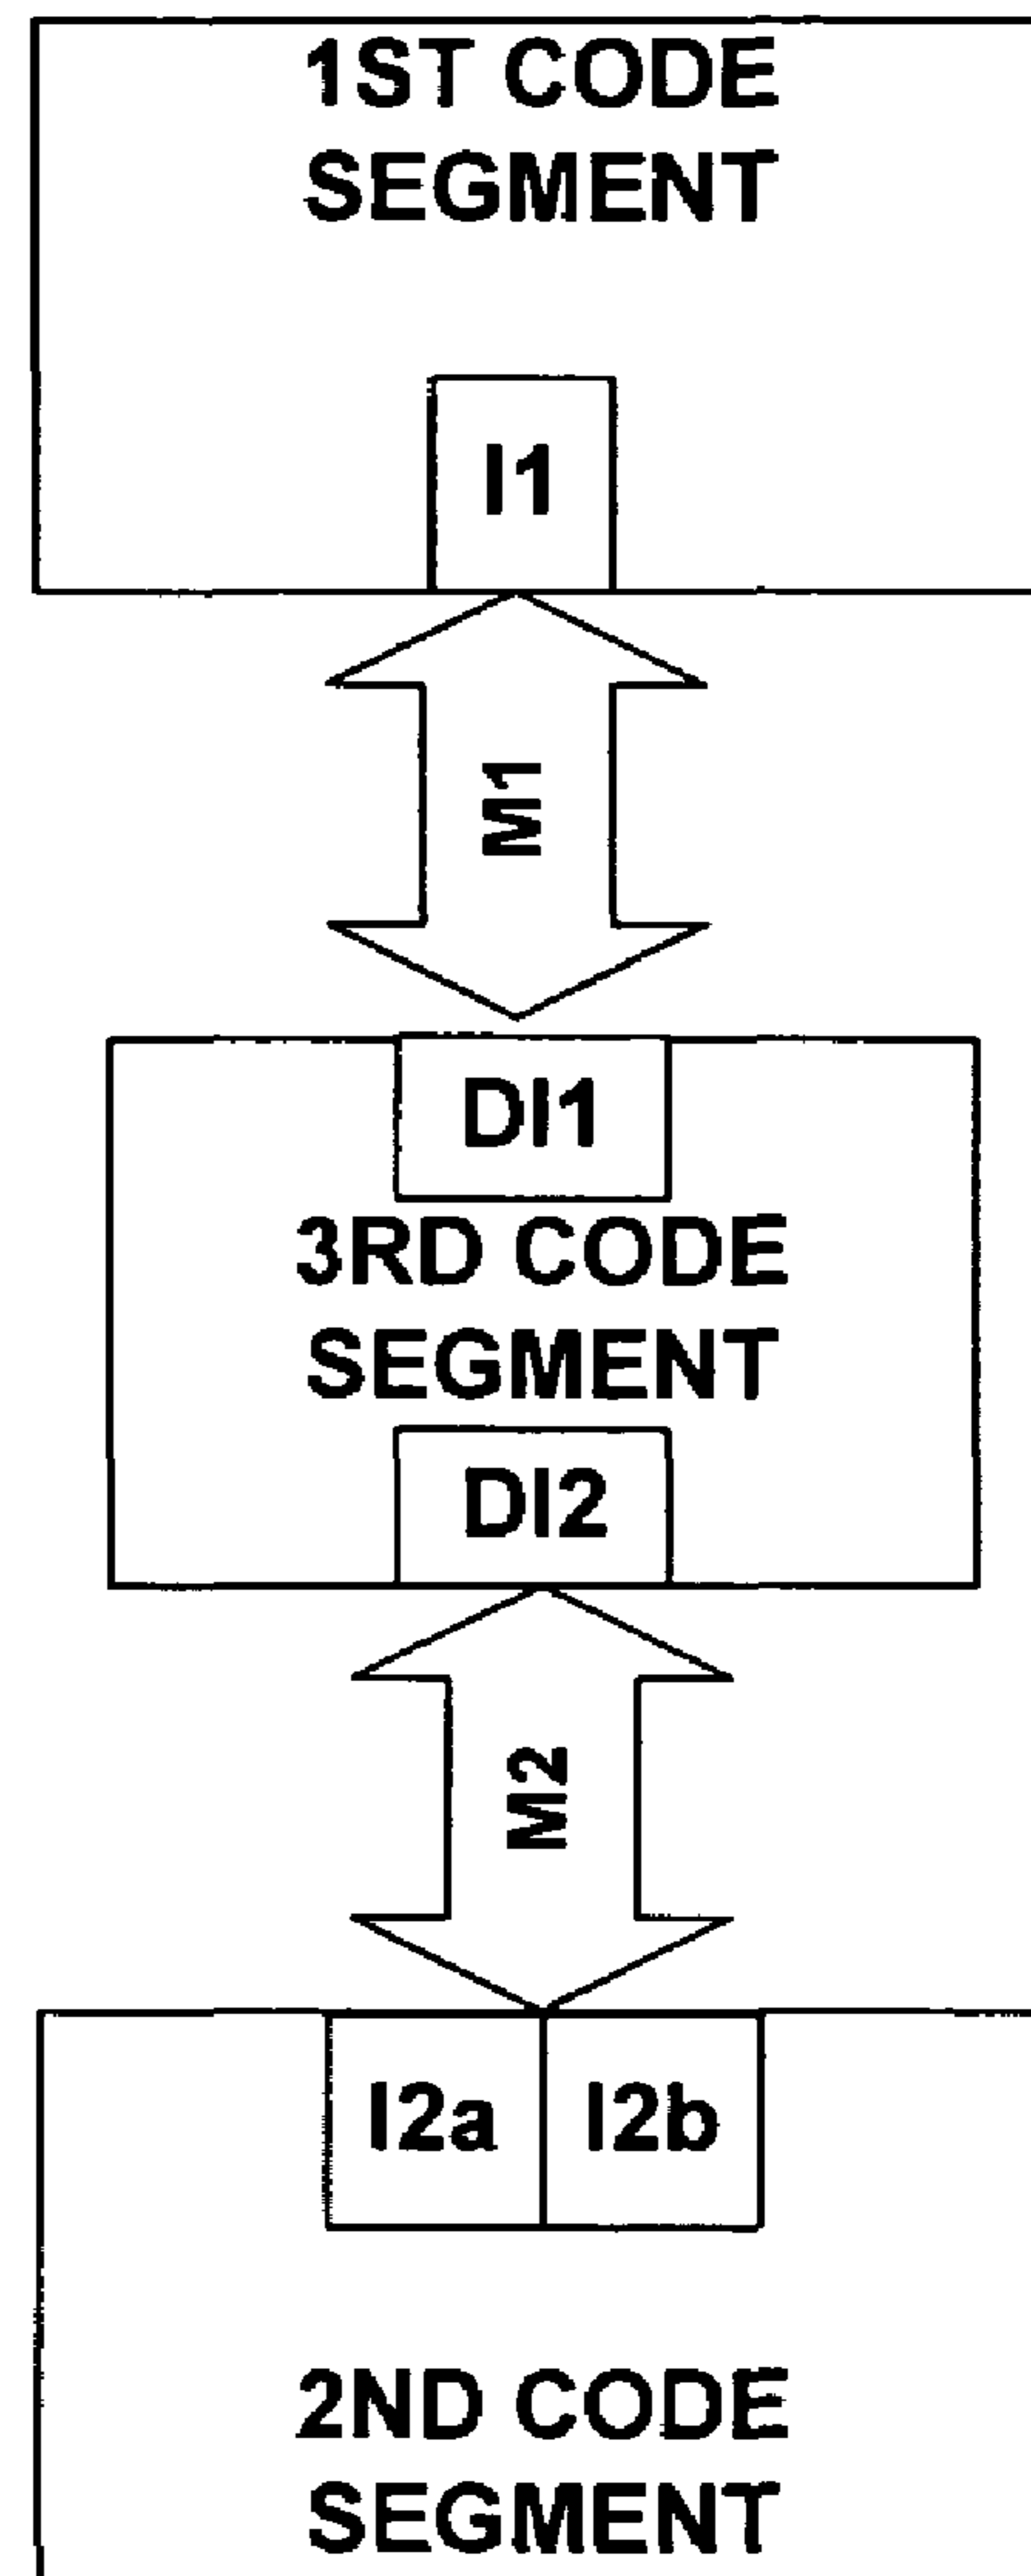 1ST CODE
SEGMENT
I1
M1
DI1
3RD CODE
SEGMENT
DI2
M2
I2a I2b
2ND CODE
SEGMENT